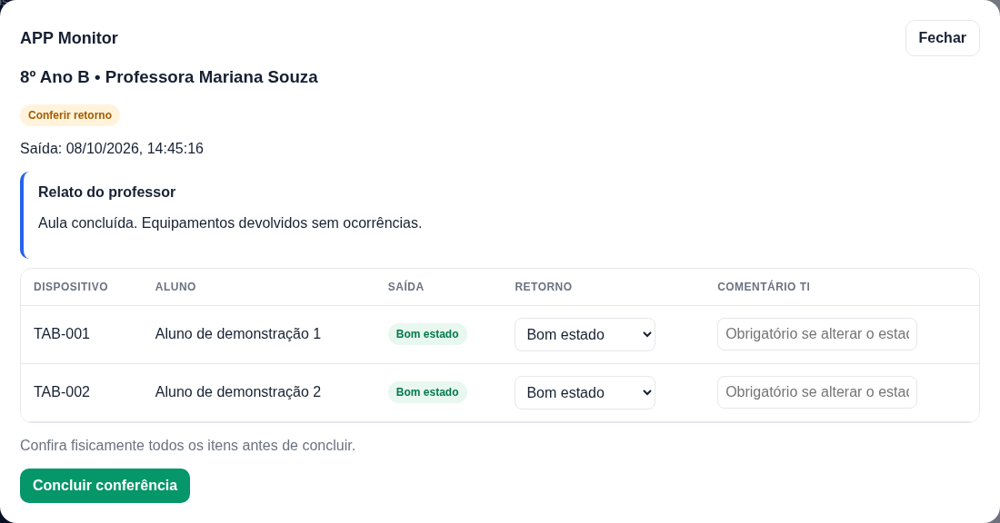 APP Monitor
Fechar
8º Ano B • Professora Mariana Souza
Conferir retorno
Saída: 08/10/2026, 14:45:16
Relato do professor
Aula concluída. Equipamentos devolvidos sem ocorrências.
DISPOSITIVO ALUNO SAÍDA RETORNO COMENTÁRIO TI
TAB-001 Aluno de demonstração 1 Bom estado Bom estado Obrigatório se alterar o estad
TAB-002 Aluno de demonstração 2 Bom estado Bom estado Obrigatório se alterar o estad
Confira fisicamente todos os itens antes de concluir.
Concluir conferência